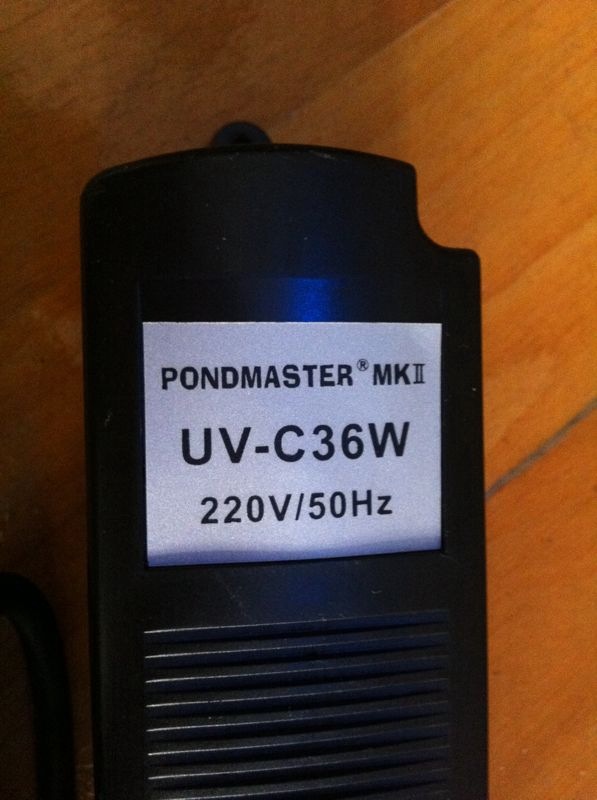 PONDMASTER® MKⅡ
UV-C36W
220V/50Hz